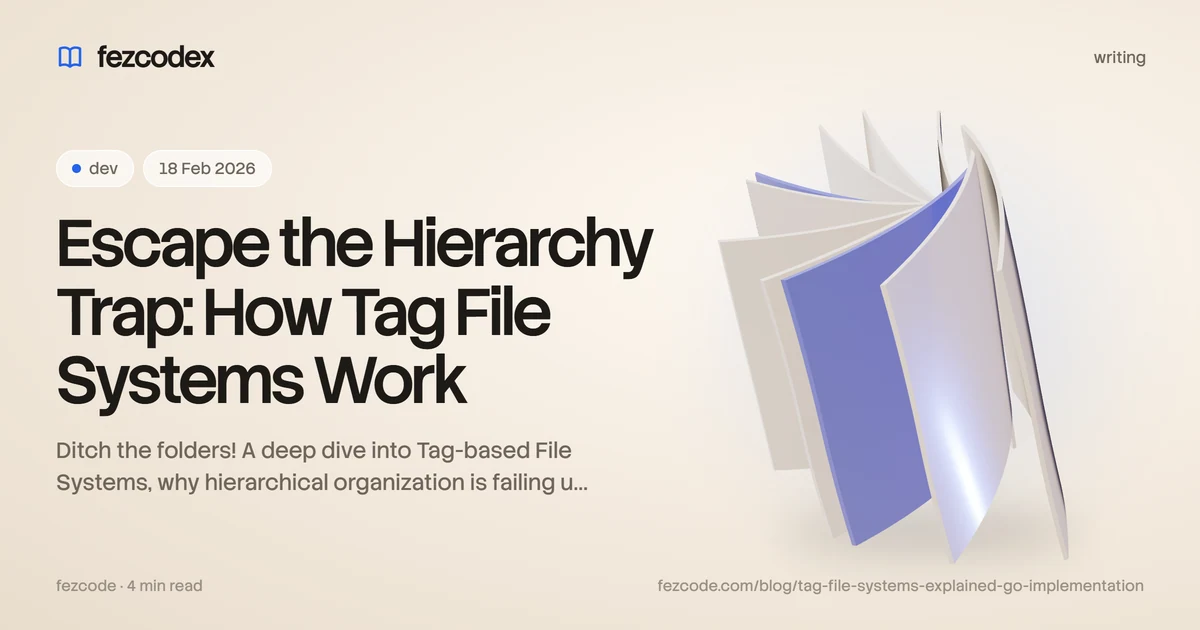 fezcodex
writing
dev
18 Feb 2026
Escape the Hierarchy
Trap: How Tag File
Systems Work
Ditch the folders! A deep dive into Tag-based File
Systems, why hierarchical organization is failing u...
fezcode · 4 min read
fezcode.com/blog/tag-file-systems-explained-go-implementation